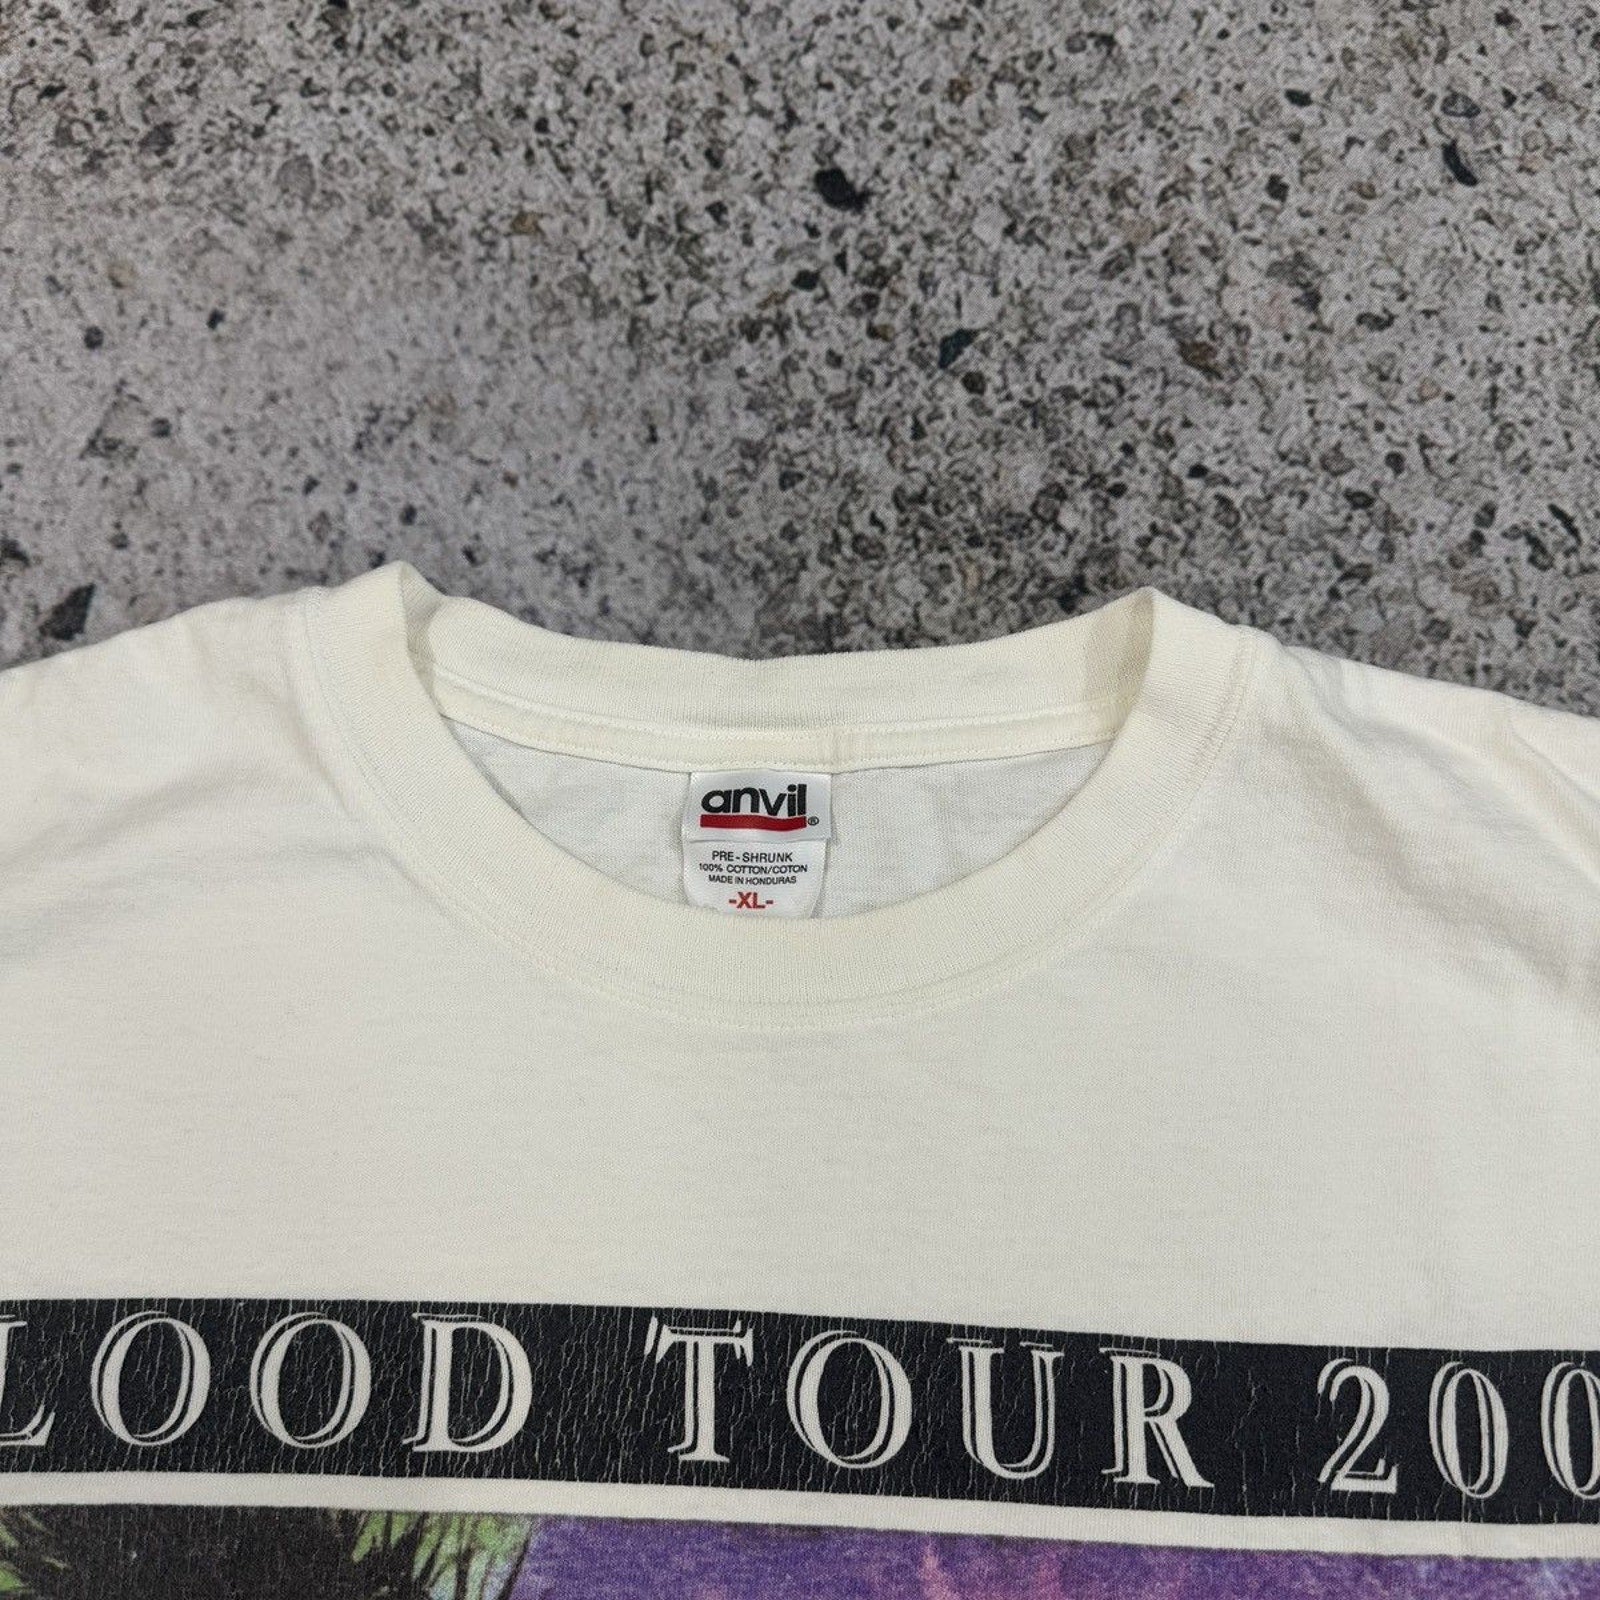 anvil®
PRE-SHRUNK
100% COTTON/COTON
MADE IN HONDURAS
-XL-
LOOD TOUR 200